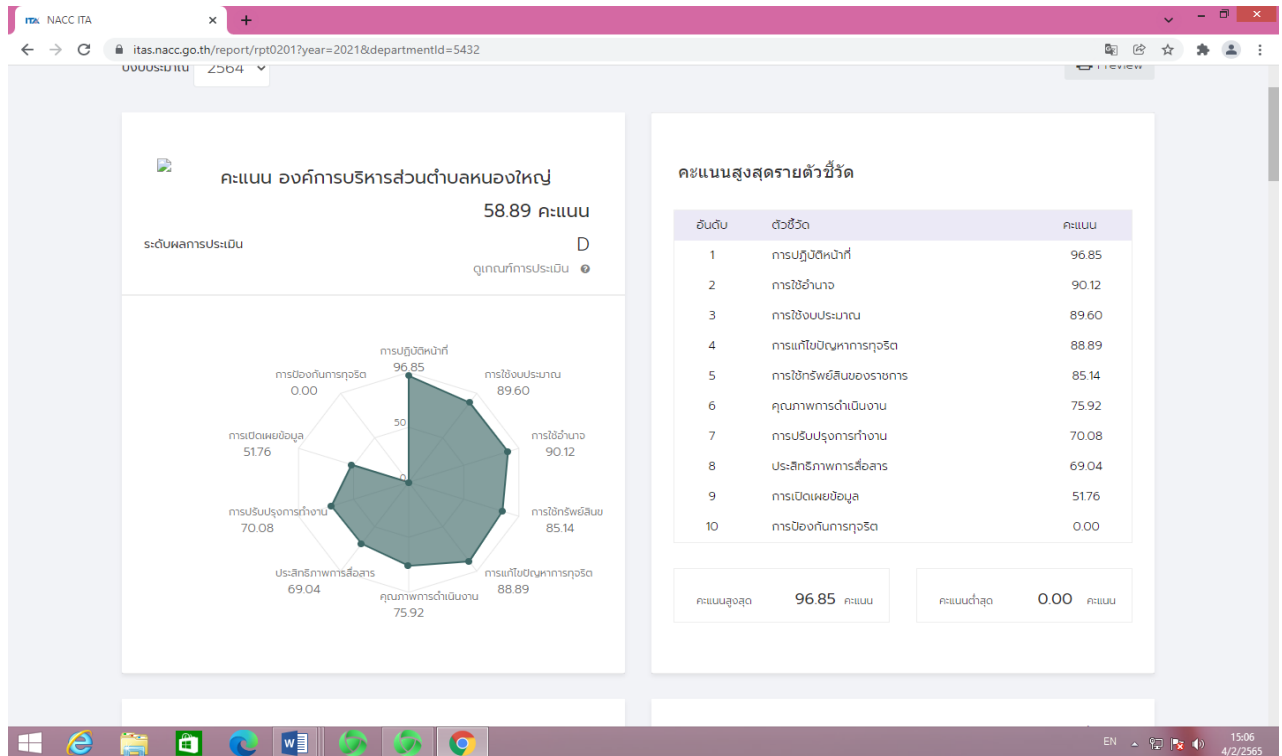 ITA NACC ITA
itas.nacc.go.th/report/rpt0201?year=2021&departmentId=5432
ปีงบประมาณ 2564
Preview
คะแนน องค์การบริหารส่วนตำบลหนองใหญ่
58.89 คะแนน
ระดับผลการประเมิน D
ดูเกณฑ์การประเมิน
การปฏิบัติหน้าที่
96.85
การใช้งบประมาณ
89.60
การใช้อำนาจ
90.12
การใช้ทรัพย์สินข
85.14
การแก้ไขปัญหาการทุจริต
88.89
คุณภาพการดำเนินงาน
75.92
ประสิทธิภาพการสื่อสาร
69.04
การปรับปรุงการทำงาน
70.08
การเปิดเผยข้อมูล
51.76
การป้องกันการทุจริต
0.00
50
0
คะแนนสูงสุดรายตัวชี้วัด
อันดับ ตัวชี้วัด คะแนน
1 การปฏิบัติหน้าที่ 96.85
2 การใช้อำนาจ 90.12
3 การใช้งบประมาณ 89.60
4 การแก้ไขปัญหาการทุจริต 88.89
5 การใช้ทรัพย์สินของราชการ 85.14
6 คุณภาพการดำเนินงาน 75.92
7 การปรับปรุงการทำงาน 70.08
8 ประสิทธิภาพการสื่อสาร 69.04
9 การเปิดเผยข้อมูล 51.76
10 การป้องกันการทุจริต 0.00
คะแนนสูงสุด 96.85 คะแนน
คะแนนต่ำสุด 0.00 คะแนน
EN
15:06
4/2/2565